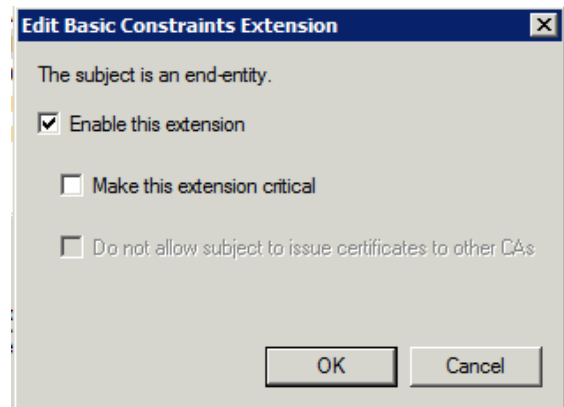 Edit Basic Constraints Extension
The subject is an end-entity.
Enable this extension
Make this extension critical
Do not allow subject to issue certificates to other CAs
OK Cancel